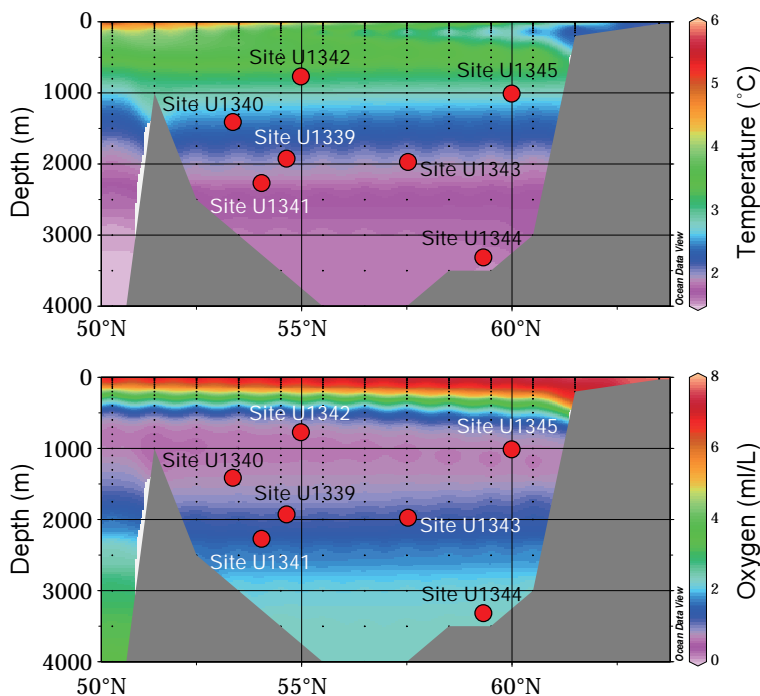 0
1000
2000
3000
4000
Depth (m)
50°N
55°N
60°N
Site U1342
Site U1345
Site U1340
Site U1339
Site U1343
Site U1341
Site U1344
Ocean Data View
6
5
4
3
2
Temperature (°C)
0
1000
2000
3000
4000
Depth (m)
50°N
55°N
60°N
Site U1342
Site U1345
Site U1340
Site U1339
Site U1343
Site U1341
Site U1344
Ocean Data View
8
6
4
2
0
Oxygen (ml/L)